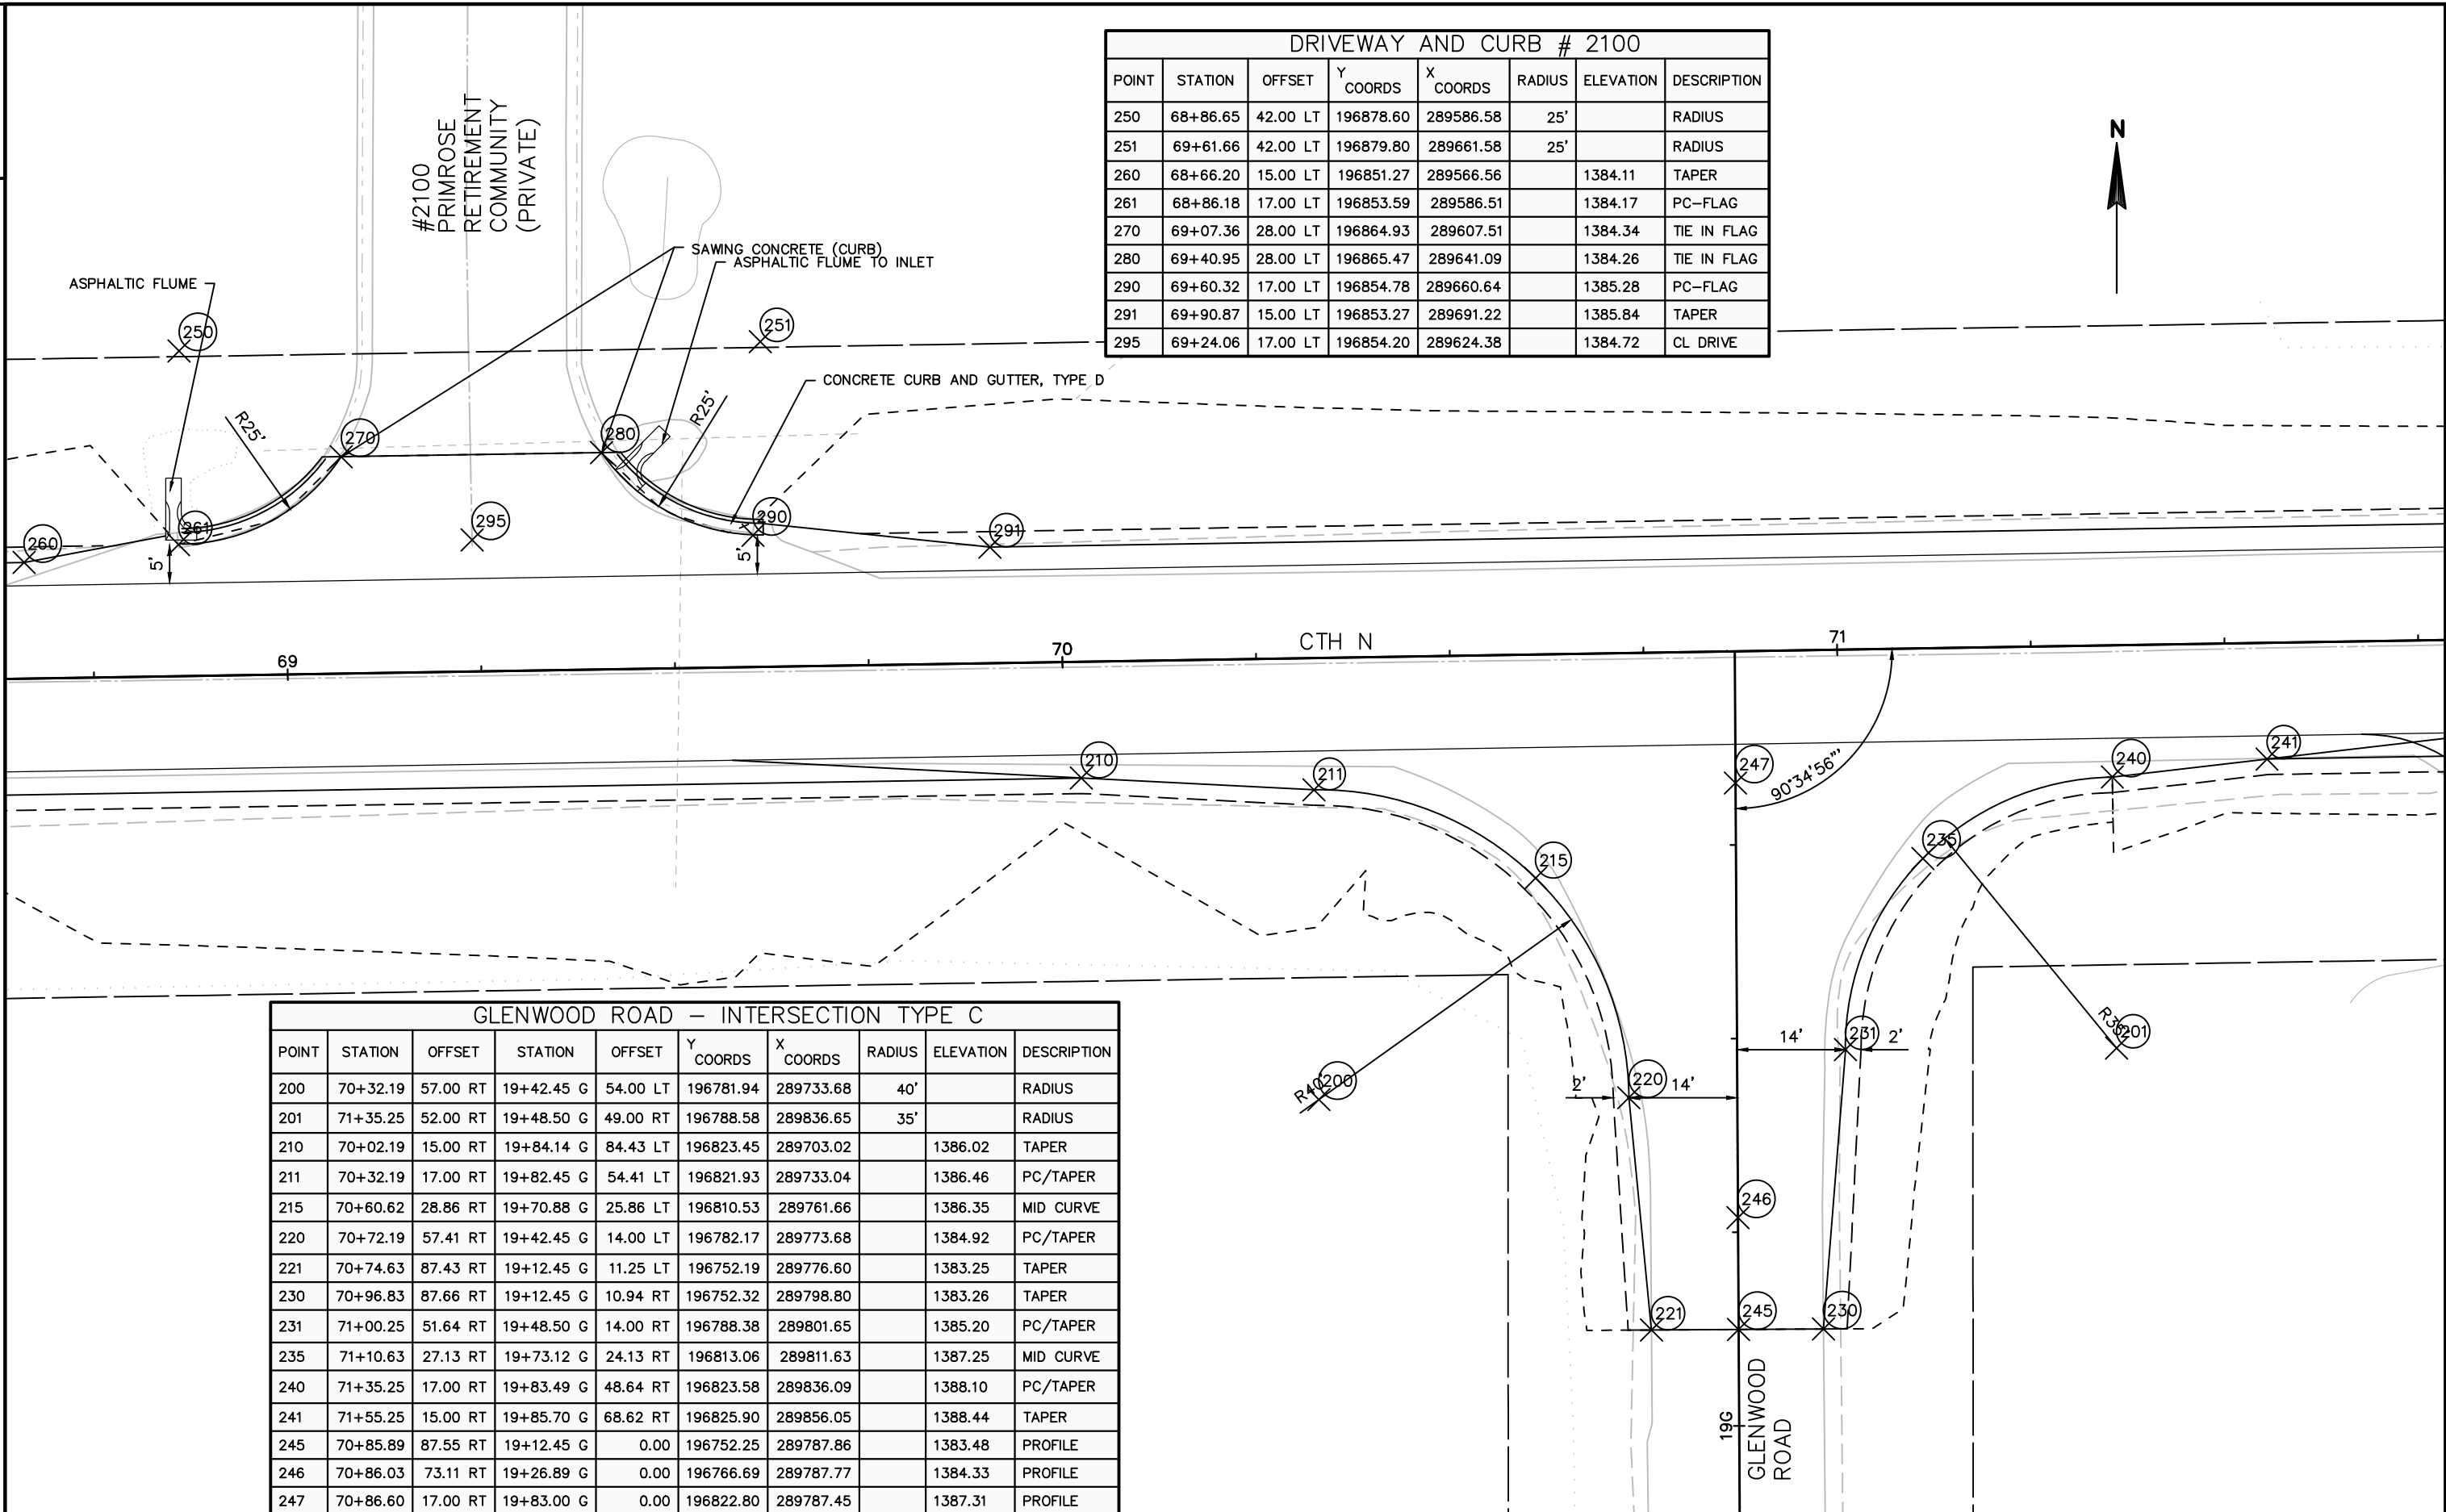 DRIVEWAY AND CURB # 2100
POINT STATION OFFSET Y COORDS X COORDS RADIUS ELEVATION DESCRIPTION
250 68+86.65 42.00 LT 196878.60 289586.58 25' RADIUS
251 69+61.66 42.00 LT 196879.80 289661.58 25' RADIUS
260 68+66.20 15.00 LT 196851.27 289566.56 1384.11 TAPER
261 68+86.18 17.00 LT 196853.59 289586.51 1384.17 PC-FLAG
270 69+07.36 28.00 LT 196864.93 289607.51 1384.34 TIE IN FLAG
280 69+40.95 28.00 LT 196865.47 289641.09 1384.26 TIE IN FLAG
290 69+60.32 17.00 LT 196854.78 289660.64 1385.28 PC-FLAG
291 69+90.87 15.00 LT 196853.27 289691.22 1385.84 TAPER
295 69+24.06 17.00 LT 196854.20 289624.38 1384.72 CL DRIVE
N
#2100
PRIMROSE
RETIREMENT
COMMUNITY
(PRIVATE)
SAWING CONCRETE (CURB)
ASPHALTIC FLUME TO INLET
ASPHALTIC FLUME
250
251
CONCRETE CURB AND GUTTER, TYPE D
R25'
R25'
270
280
260
261
295
290
291
5'
5'
69
70
CTH N
71
210
211
247
90°34'56"
240
241
215
235
R40'
200
2'
220
14'
14'
231
2'
R35'
201
246
221
245
230
19G
GLENWOOD
ROAD
GLENWOOD ROAD – INTERSECTION TYPE C
POINT STATION OFFSET STATION OFFSET Y COORDS X COORDS RADIUS ELEVATION DESCRIPTION
200 70+32.19 57.00 RT 19+42.45 G 54.00 LT 196781.94 289733.68 40' RADIUS
201 71+35.25 52.00 RT 19+48.50 G 49.00 RT 196788.58 289836.65 35' RADIUS
210 70+02.19 15.00 RT 19+84.14 G 84.43 LT 196823.45 289703.02 1386.02 TAPER
211 70+32.19 17.00 RT 19+82.45 G 54.41 LT 196821.93 289733.04 1386.46 PC/TAPER
215 70+60.62 28.86 RT 19+70.88 G 25.86 LT 196810.53 289761.66 1386.35 MID CURVE
220 70+72.19 57.41 RT 19+42.45 G 14.00 LT 196782.17 289773.68 1384.92 PC/TAPER
221 70+74.63 87.43 RT 19+12.45 G 11.25 LT 196752.19 289776.60 1383.25 TAPER
230 70+96.83 87.66 RT 19+12.45 G 10.94 RT 196752.32 289798.80 1383.26 TAPER
231 71+00.25 51.64 RT 19+48.50 G 14.00 RT 196788.38 289801.65 1385.20 PC/TAPER
235 71+10.63 27.13 RT 19+73.12 G 24.13 RT 196813.06 289811.63 1387.25 MID CURVE
240 71+35.25 17.00 RT 19+83.49 G 48.64 RT 196823.58 289836.09 1388.10 PC/TAPER
241 71+55.25 15.00 RT 19+85.70 G 68.62 RT 196825.90 289856.05 1388.44 TAPER
245 70+85.89 87.55 RT 19+12.45 G 0.00 196752.25 289787.86 1383.48 PROFILE
246 70+86.03 73.11 RT 19+26.89 G 0.00 196766.69 289787.77 1384.33 PROFILE
247 70+86.60 17.00 RT 19+83.00 G 0.00 196822.80 289787.45 1387.31 PROFILE